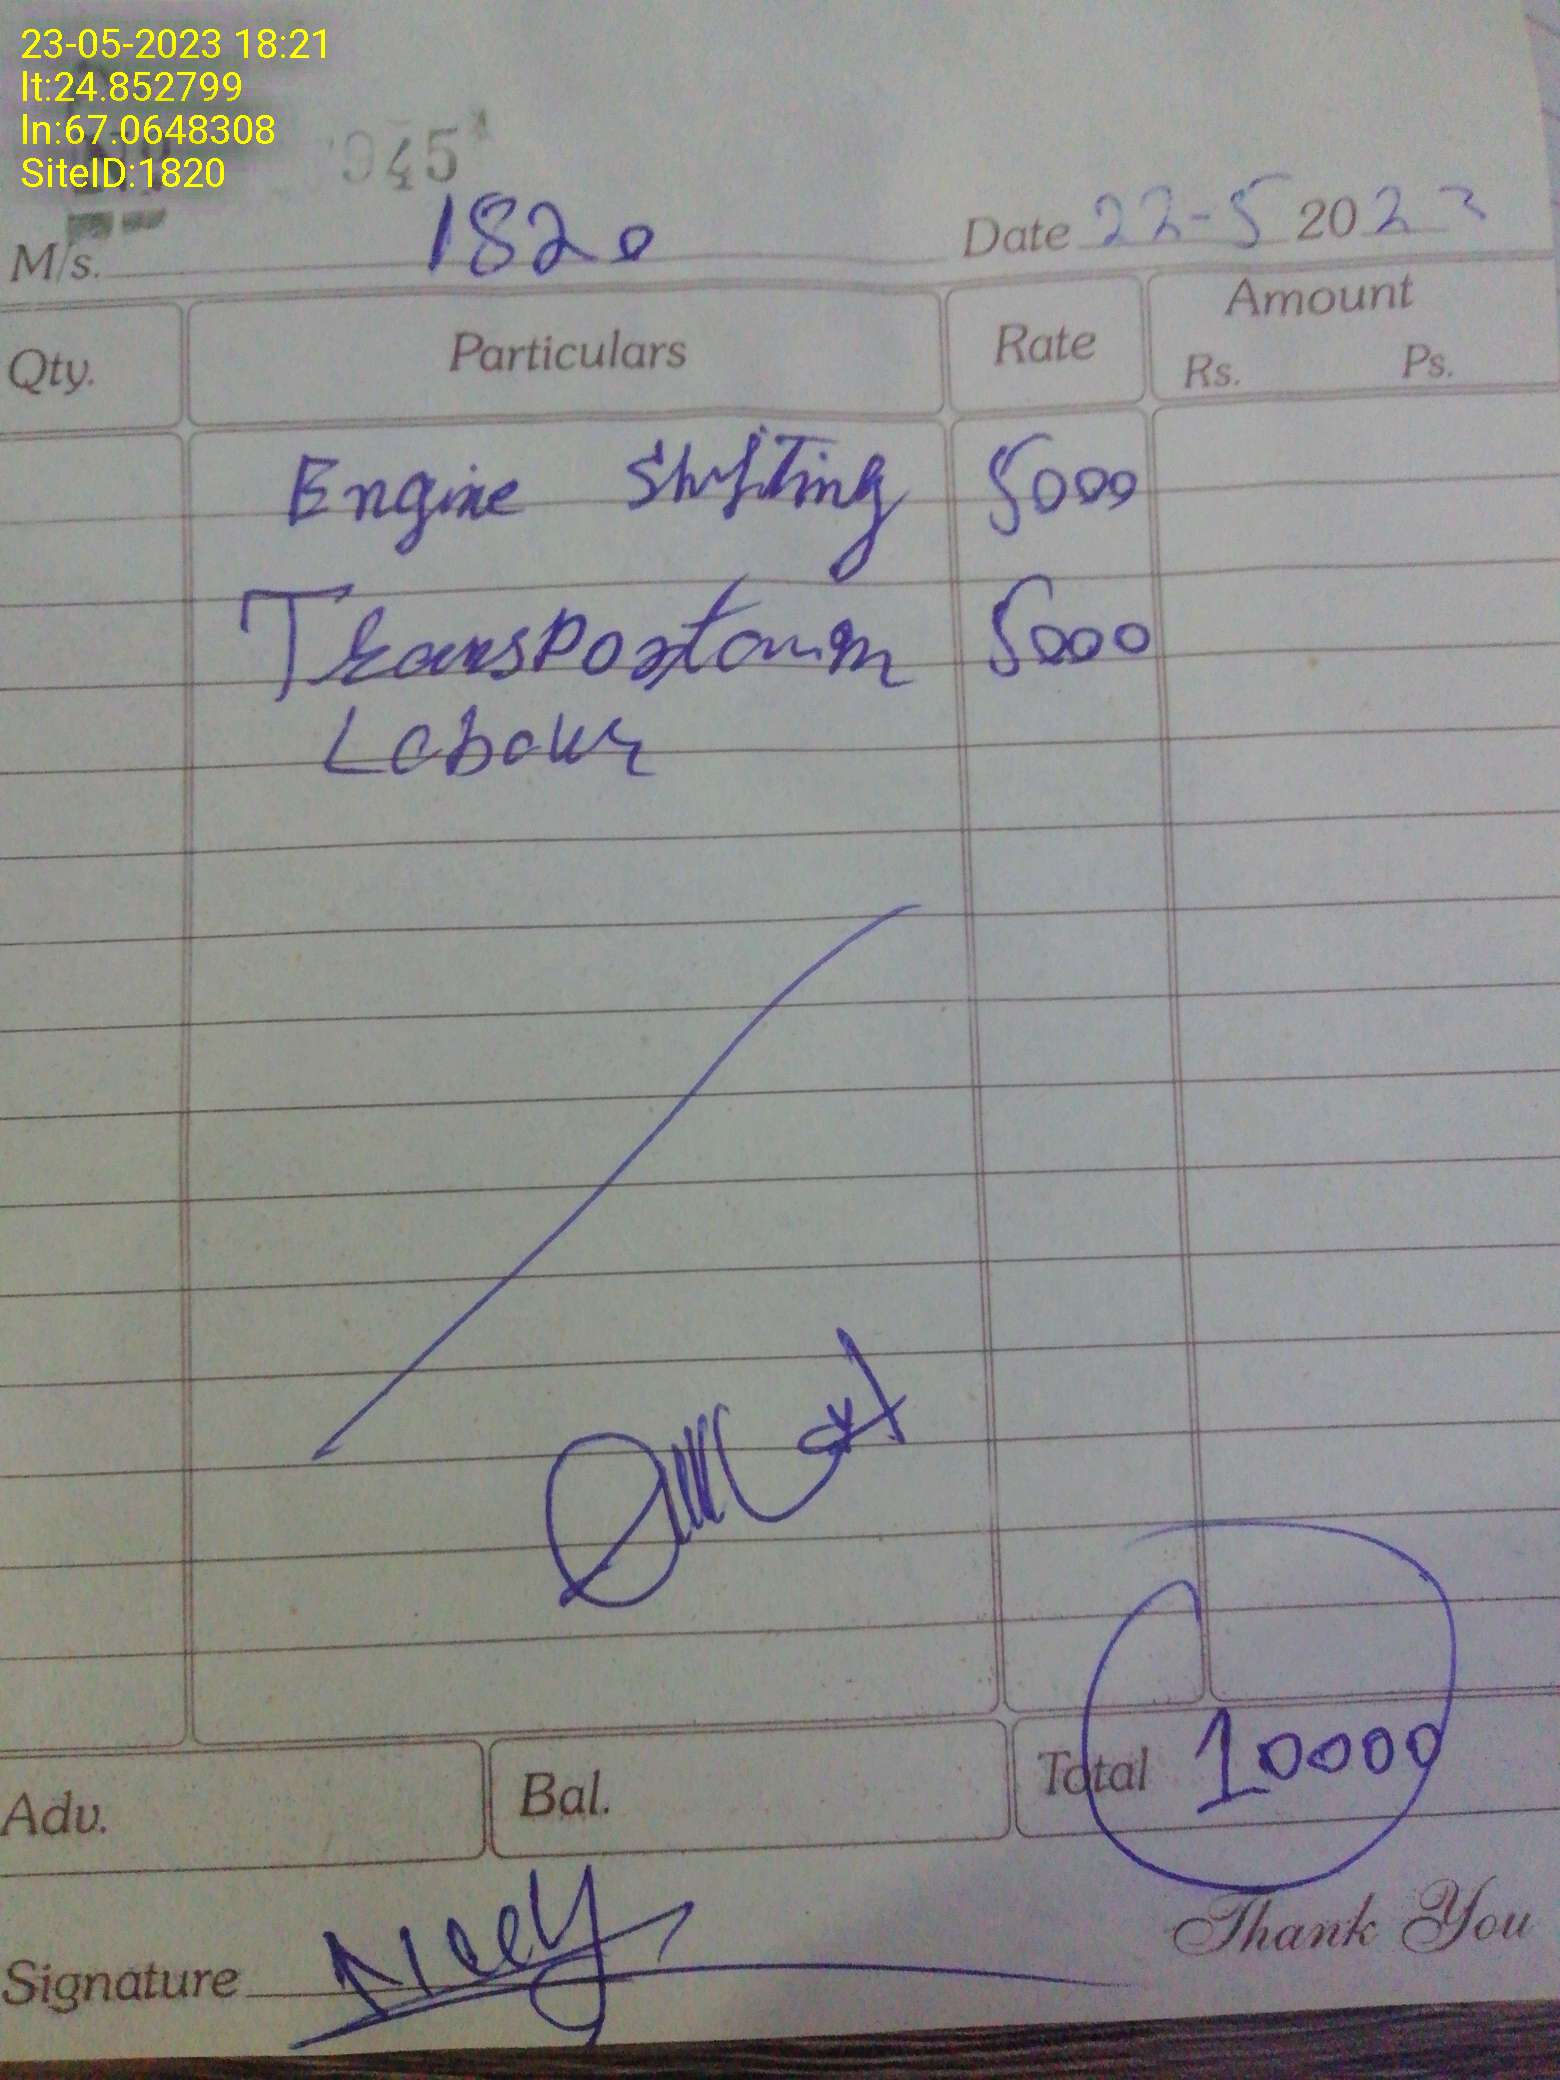 23-05-2023 18:21
lt:24.852799
ln:67.0648308
SiteID:1820
945
M/s. 1820 Date 22-5 2023
Qty. Particulars Rate Amount
Rs. Ps.
Engine Shifting 5000
5000
Labour
Total 10000
Adv. Bal.
Signature
Thank You